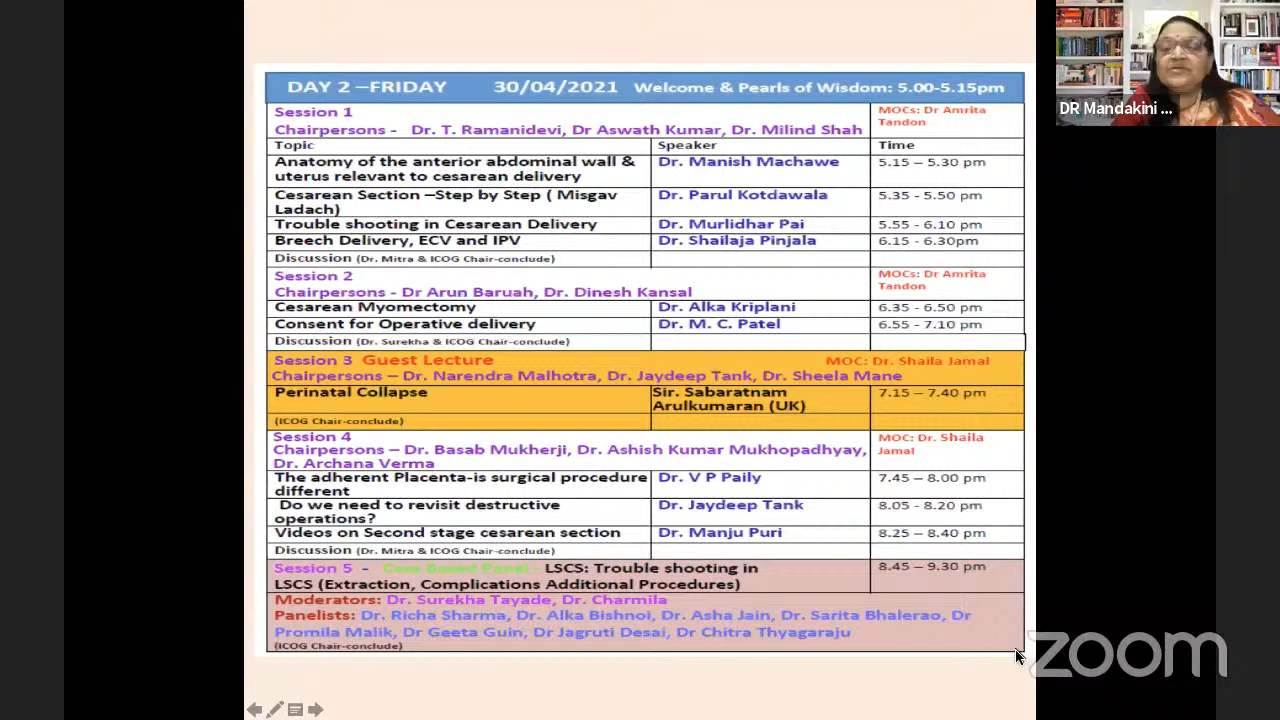 DAY 2 –FRIDAY 30/04/2021 Welcome & Pearls of Wisdom: 5.00-5.15pm
DR Mandakini ...
Session 1
Chairpersons - Dr. T. Ramanidevi, Dr Aswath Kumar, Dr. Milind Shah
MOCs: Dr Amrita
Tandon
Topic Speaker Time
Anatomy of the anterior abdominal wall &
uterus relevant to cesarean delivery
Dr. Manish Machawe
5.15 – 5.30 pm
Cesarean Section –Step by Step ( Misgav
Ladach)
Dr. Parul Kotdawala
5.35 - 5.50 pm
Trouble shooting in Cesarean Delivery Dr. Murlidhar Pai 5.55 - 6.10 pm
Breech Delivery, ECV and IPV Dr. Shailaja Pinjala 6.15 - 6.30pm
Discussion (Dr. Mitra & ICOG Chair-conclude)
Session 2
Chairpersons - Dr Arun Baruah, Dr. Dinesh Kansal
MOCs: Dr Amrita
Tandon
Cesarean Myomectomy Dr. Alka Kriplani 6.35 - 6.50 pm
Consent for Operative delivery Dr. M. C. Patel 6.55 - 7.10 pm
Discussion (Dr. Surekha & ICOG Chair-conclude)
Session 3 Guest Lecture MOC: Dr. Shaila Jamal
Chairpersons – Dr. Narendra Malhotra, Dr. Jaydeep Tank, Dr. Sheela Mane
Perinatal Collapse
Sir. Sabaratnam
Arulkumaran (UK)
7.15 – 7.40 pm
(ICOG Chair-conclude)
Session 4
Chairpersons – Dr. Basab Mukherji, Dr. Ashish Kumar Mukhopadhyay,
Dr. Archana Verma
MOC: Dr. Shaila
Jamal
The adherent Placenta-is surgical procedure
different
Dr. V P Paily
7.45 – 8.00 pm
Do we need to revisit destructive
operations?
Dr. Jaydeep Tank
8.05 - 8.20 pm
Videos on Second stage cesarean section Dr. Manju Puri 8.25 – 8.40 pm
Discussion (Dr. Mitra & ICOG Chair-conclude)
Session 5 - Case Based Panel - LSCS: Trouble shooting in
LSCS (Extraction, Complications Additional Procedures)
8.45 – 9.30 pm
Moderators: Dr. Surekha Tayade, Dr. Charmila
Panelists: Dr. Richa Sharma, Dr. Alka Bishnoi, Dr. Asha Jain, Dr. Sarita Bhalerao, Dr
Promila Malik, Dr Geeta Guin, Dr Jagruti Desai, Dr Chitra Thyagaraju
(ICOG Chair-conclude)
zoom